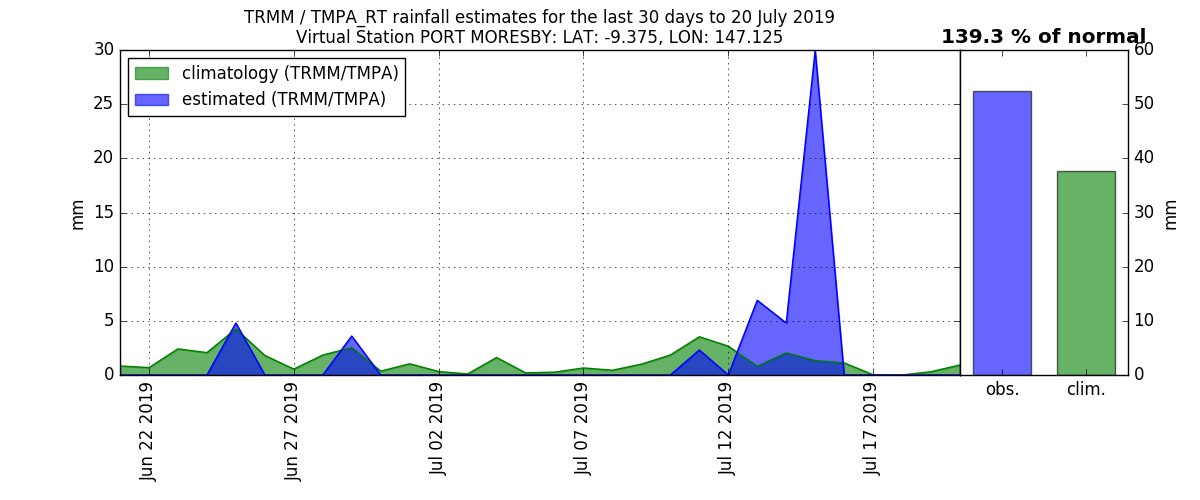 TRMM / TMPA_RT rainfall estimates for the last 30 days to 20 July 2019
Virtual Station PORT MORESBY: LAT: -9.375, LON: 147.125
139.3 % of normal
climatology (TRMM/TMPA)
estimated (TRMM/TMPA)
mm
30
25
20
15
10
5
0
Jun 22 2019
Jun 27 2019
Jul 02 2019
Jul 07 2019
Jul 12 2019
Jul 17 2019
obs.
clim.
60
50
40
30
20
10
0
mm